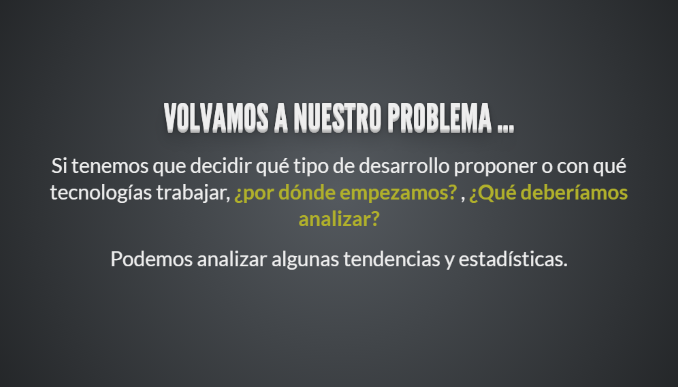 VOLVAMOS A NUESTRO PROBLEMA ...
Si tenemos que decidir qué tipo de desarrollo proponer o con qué
tecnologías trabajar, ¿por dónde empezamos? , ¿Qué deberíamos
analizar?
Podemos analizar algunas tendencias y estadísticas.